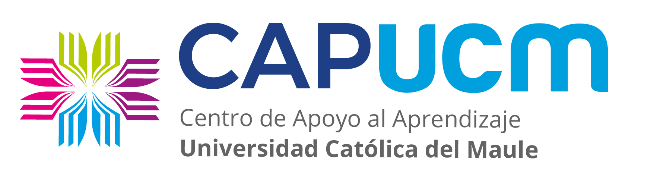 CAPUCM
Centro de Apoyo al Aprendizaje
Universidad Católica del Maule